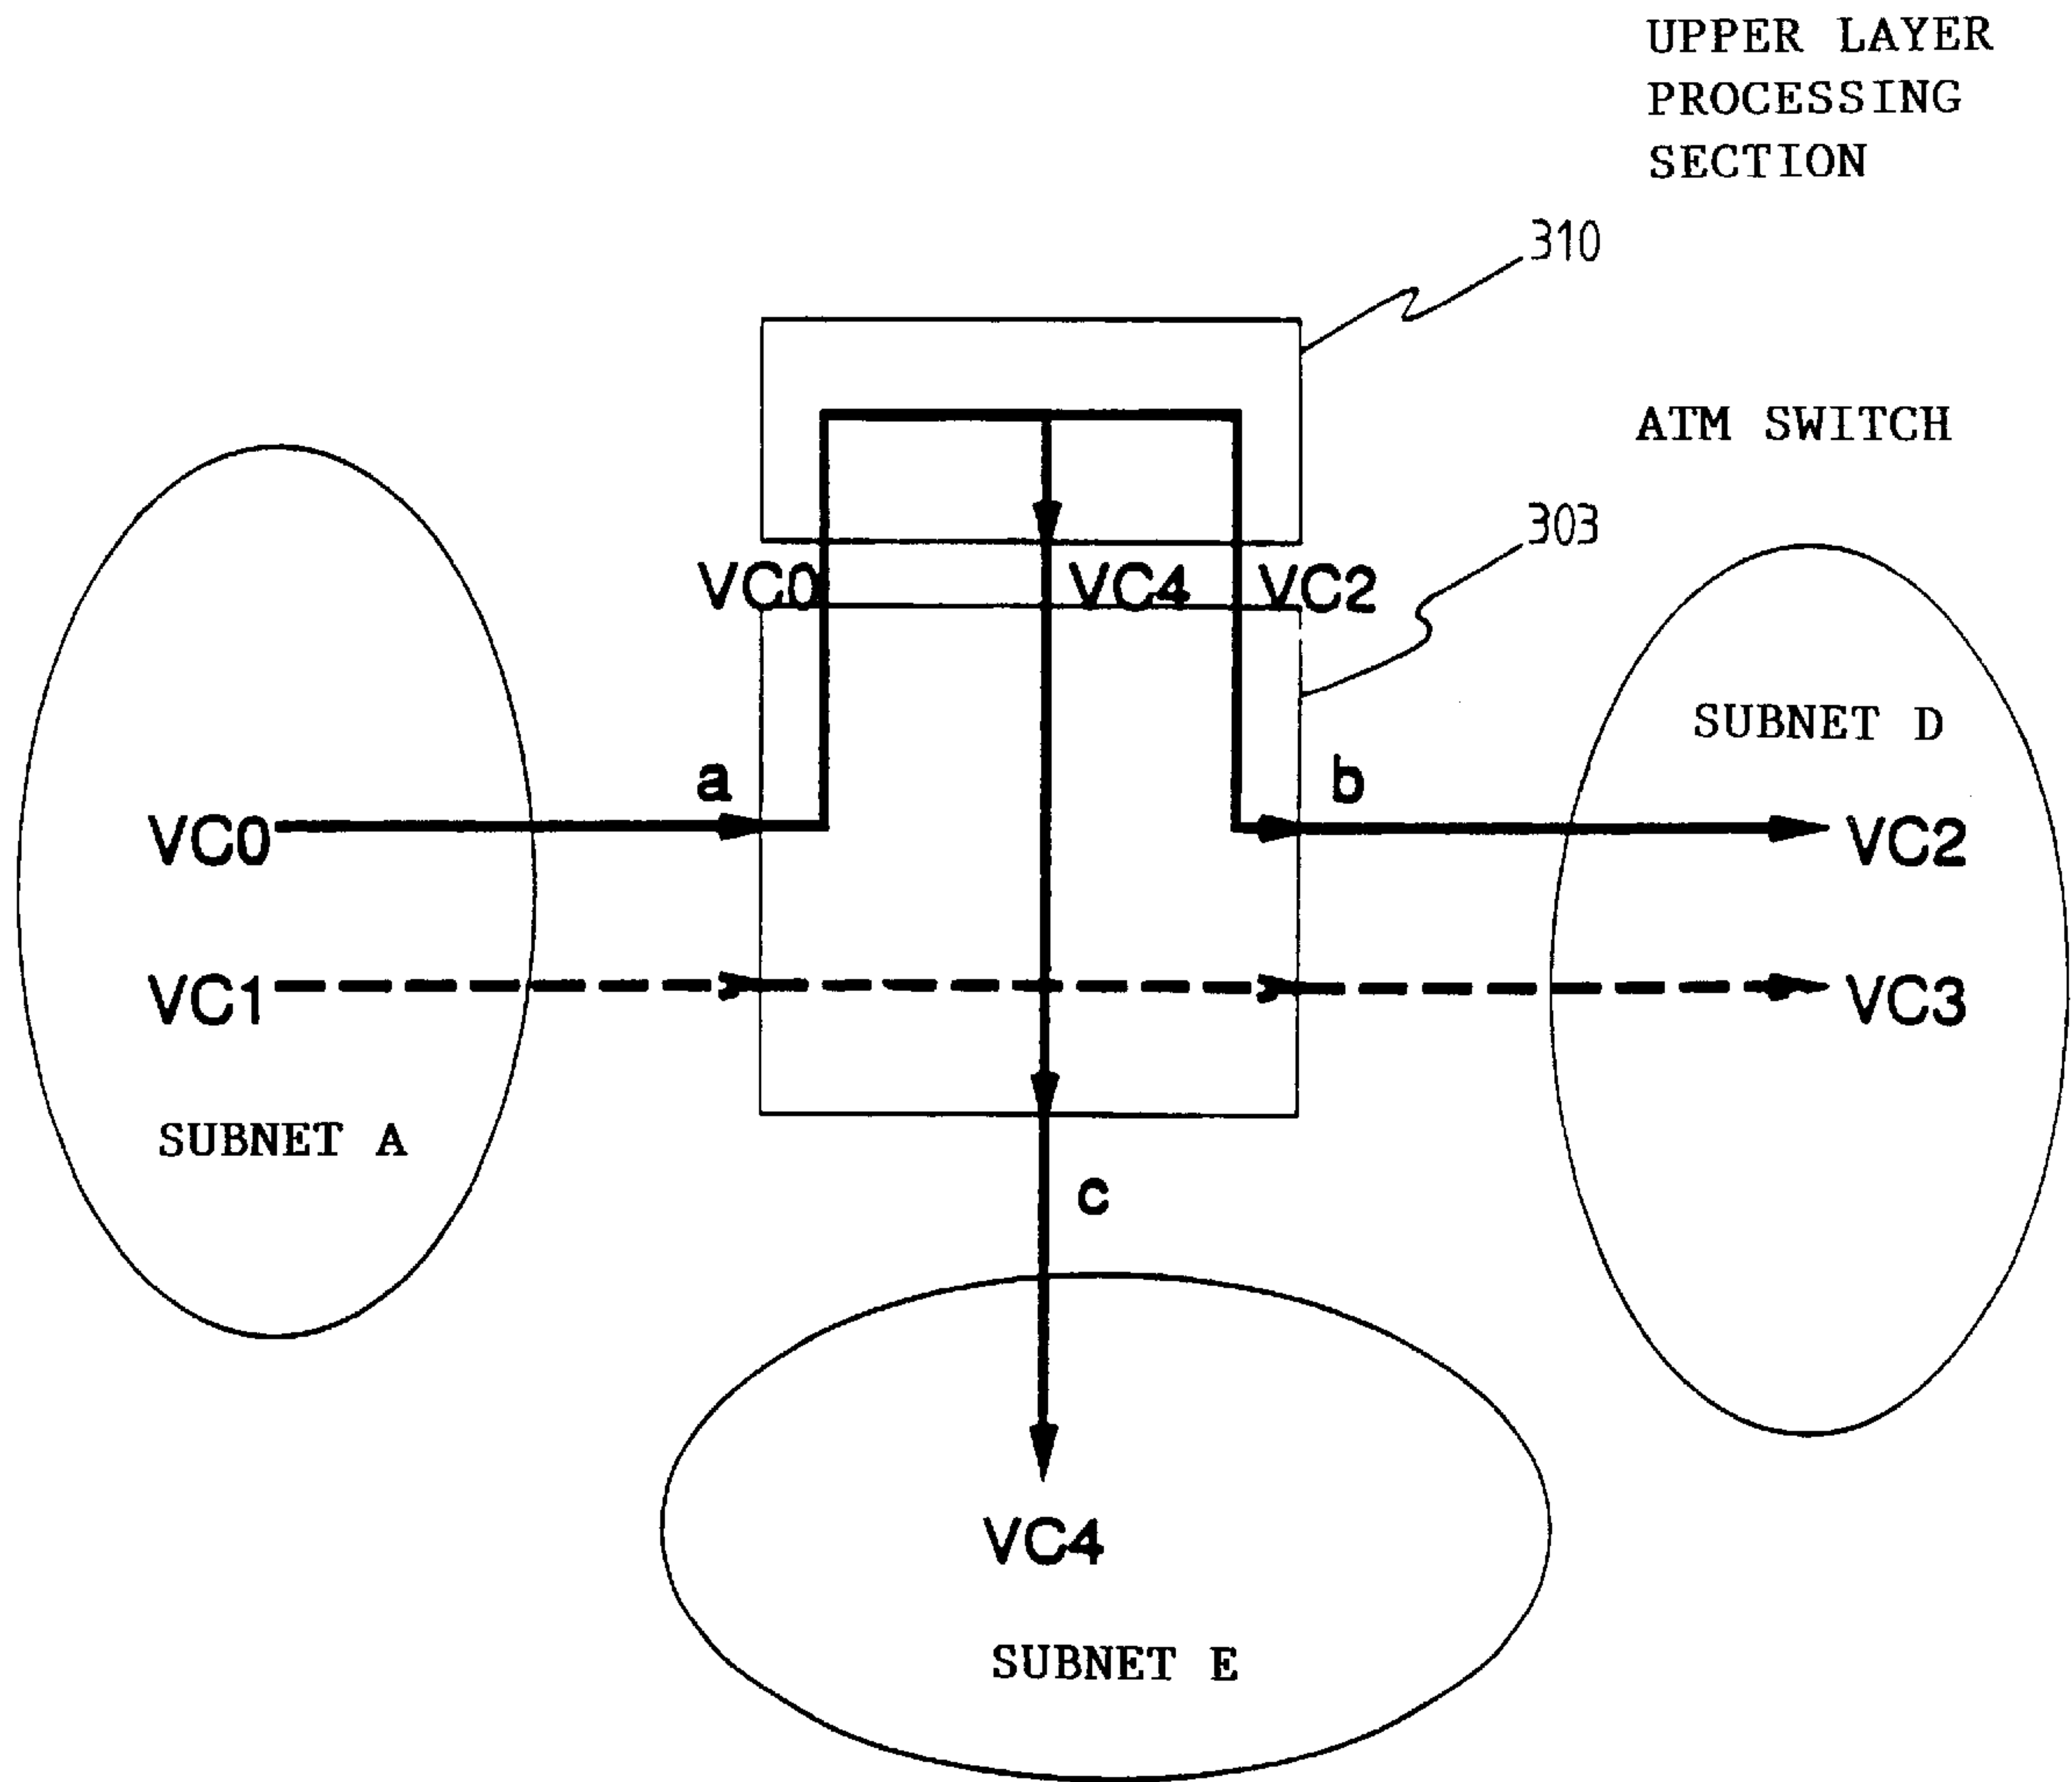 UPPER LAYER
PROCESSING
SECTION
310
ATM SWITCH
303
VC0
VC4
VC2
SUBNET D
a
b
VC0
VC2
VC1
VC3
SUBNET A
c
VC4
SUBNET E